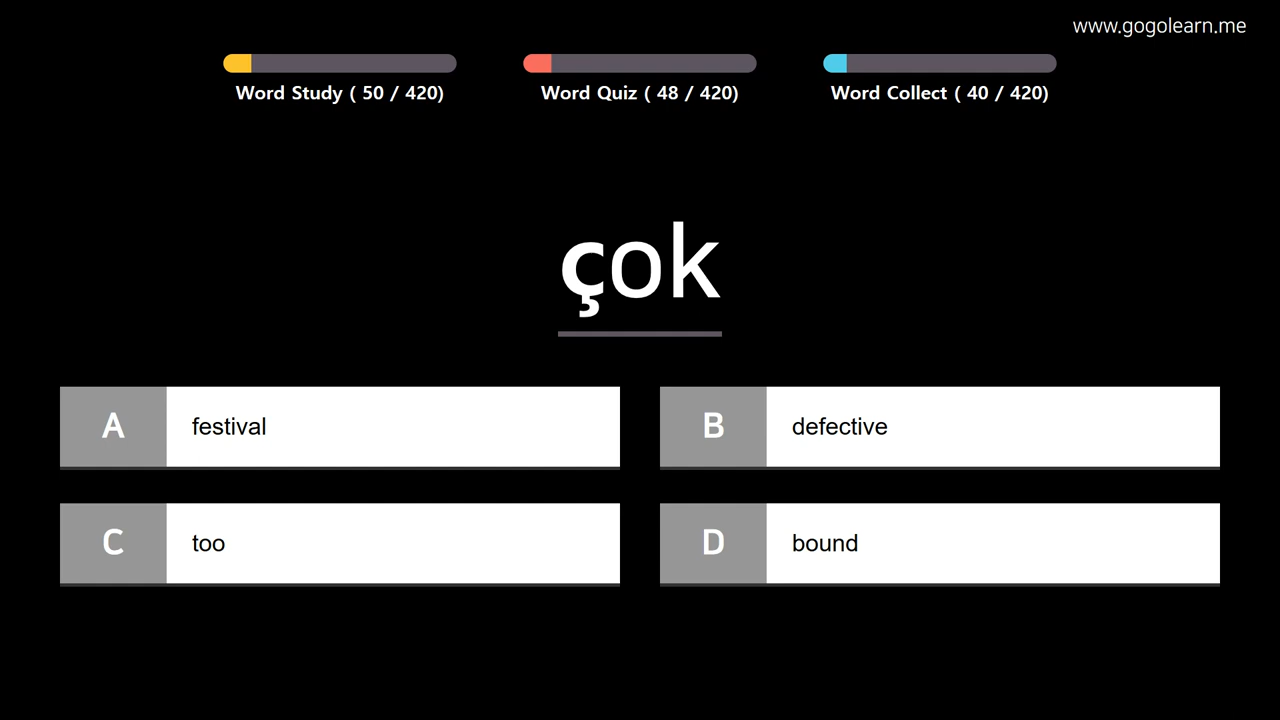 www.gogolearn.me
Word Study ( 50 / 420)
Word Quiz ( 48 / 420)
Word Collect ( 40 / 420)
çok
A festival
B defective
C too
D bound